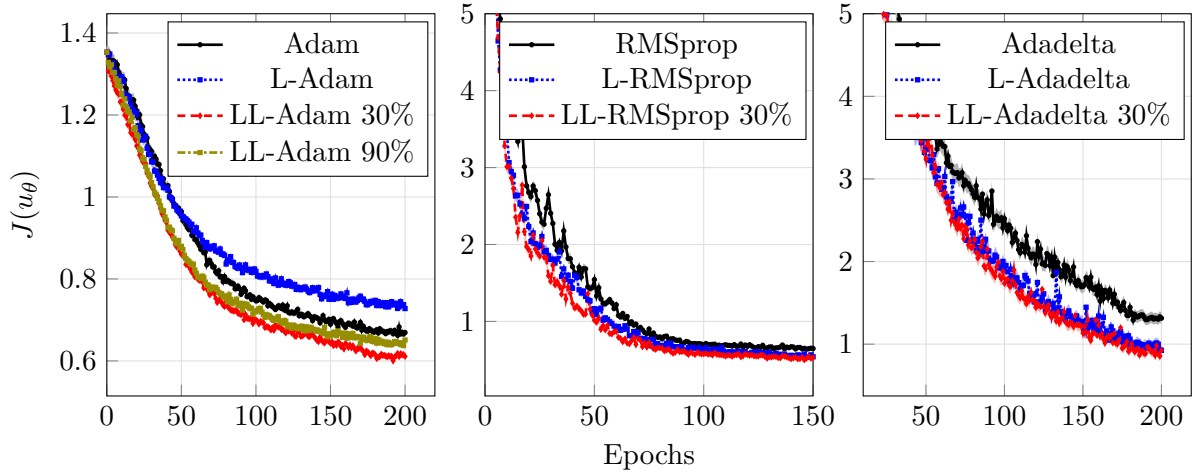 Adam
L-Adam
LL-Adam 30%
LL-Adam 90%
J(u_θ)
1.4
1.2
1
0.8
0.6
0 50 100 150 200
RMSprop
L-RMSprop
LL-RMSprop 30%
5
4
3
2
1
0 50 100 150
Epochs
Adadelta
L-Adadelta
LL-Adadelta 30%
5
4
3
2
1
50 100 150 200